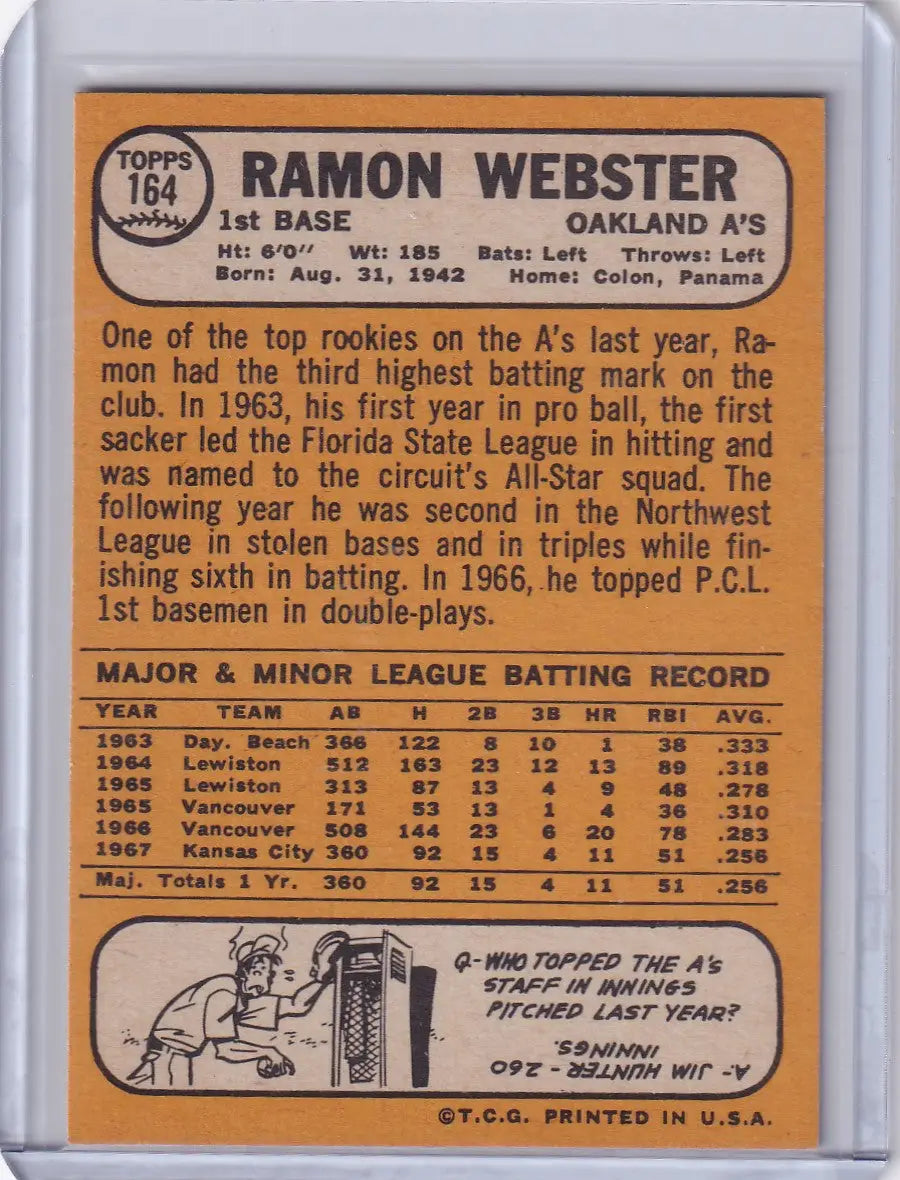 TOPPS
164
RAMON WEBSTER
1st BASE OAKLAND A'S
Ht: 6'0'' Wt: 185 Bats: Left Throws: Left
Born: Aug. 31, 1942 Home: Colon, Panama
One of the top rookies on the A's last year, Ra-
mon had the third highest batting mark on the
club. In 1963, his first year in pro ball, the first
sacker led the Florida State League in hitting and
was named to the circuit's All-Star squad. The
following year he was second in the Northwest
League in stolen bases and in triples while fin-
ishing sixth in batting. In 1966, he topped P.C.L.
1st basemen in double-plays.
MAJOR & MINOR LEAGUE BATTING RECORD
YEAR TEAM AB H 2B 3B HR RBI AVG.
1963 Day. Beach 366 122 8 10 1 38 .333
1964 Lewiston 512 163 23 12 13 89 .318
1965 Lewiston 313 87 13 4 9 48 .278
1965 Vancouver 171 53 13 1 4 36 .310
1966 Vancouver 508 144 23 6 20 78 .283
1967 Kansas City 360 92 15 4 11 51 .256
Maj. Totals 1 Yr. 360 92 15 4 11 51 .256
Q-WHO TOPPED THE A's
STAFF IN INNINGS
PITCHED LAST YEAR?
A- JIM HUNTER - 260
INNINGS.
©T.C.G. PRINTED IN U.S.A.